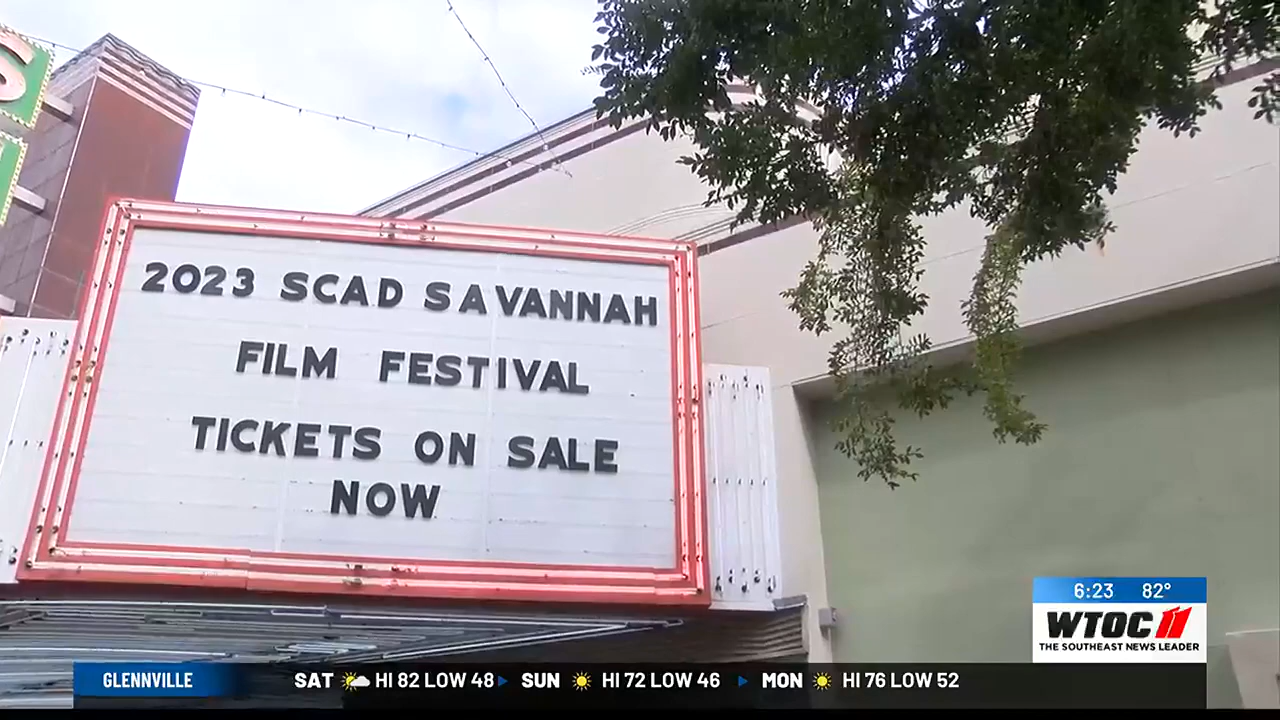 S
2023 SCAD SAVANNAH
FILM FESTIVAL
TICKETS ON SALE
NOW
6:23 82°
WTOC 11
THE SOUTHEAST NEWS LEADER
GLENNVILLE SAT HI 82 LOW 48 SUN HI 72 LOW 46 MON HI 76 LOW 52